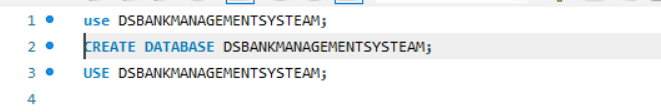 1 use DSBANKMANAGEMENTSYSTEAM;
2 CREATE DATABASE DSBANKMANAGEMENTSYSTEAM;
3 USE DSBANKMANAGEMENTSYSTEAM;
4